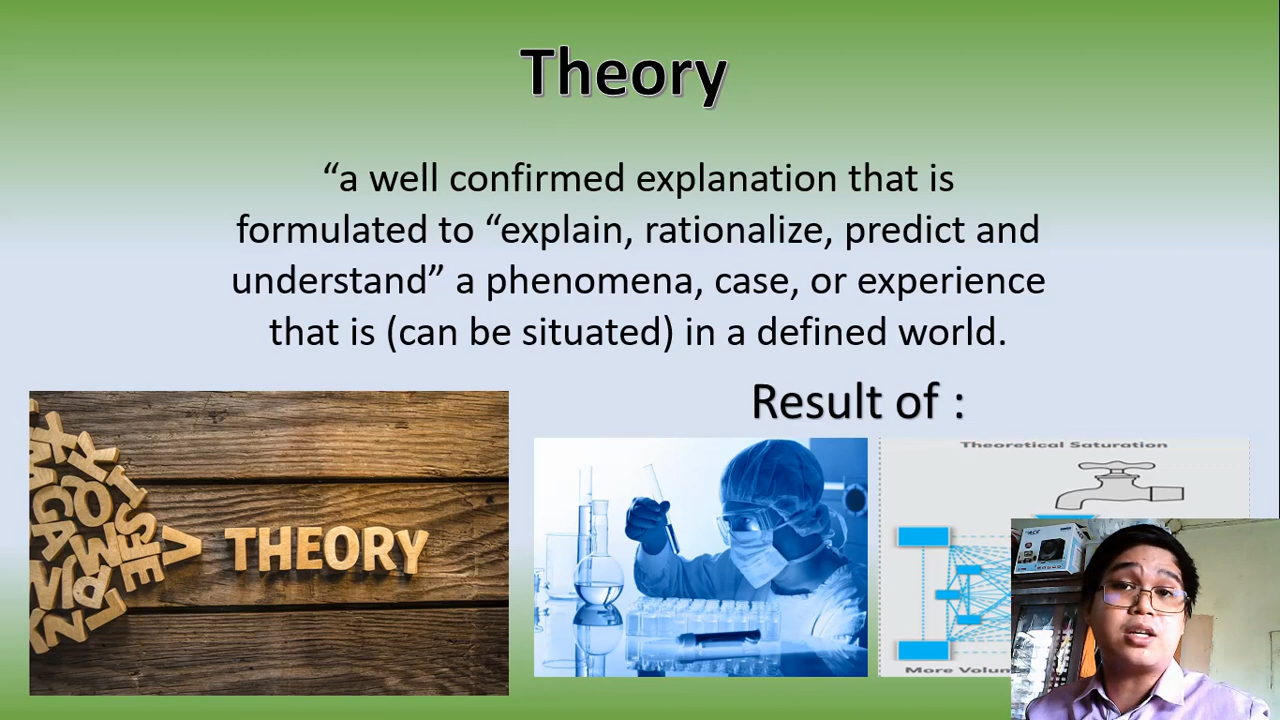 Theory
“a well confirmed explanation that is
formulated to “explain, rationalize, predict and
understand” a phenomena, case, or experience
that is (can be situated) in a defined world.
Result of :
THEORY
Theoretical Saturation
More Volum